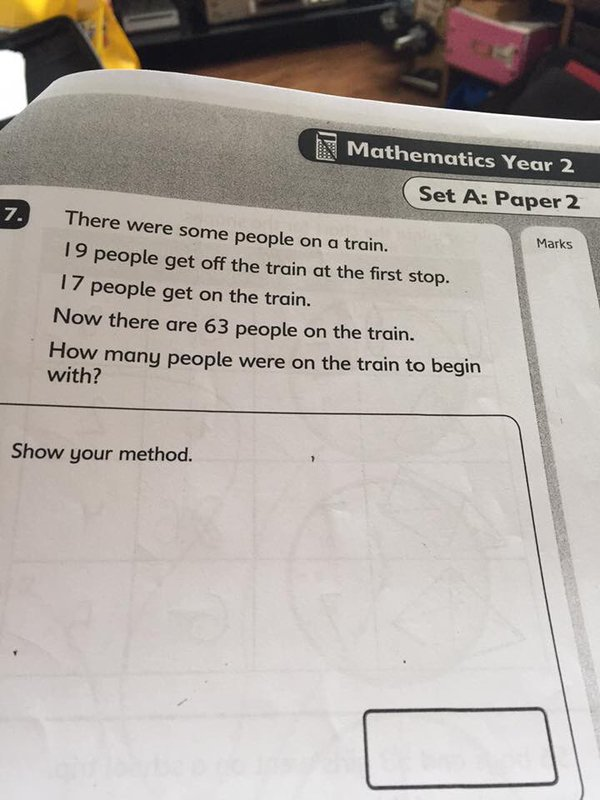 Mathematics Year 2
Set A: Paper 2
Marks
7.
There were some people on a train.
19 people get off the train at the first stop.
17 people get on the train.
Now there are 63 people on the train.
How many people were on the train to beg
with?
Show your method.